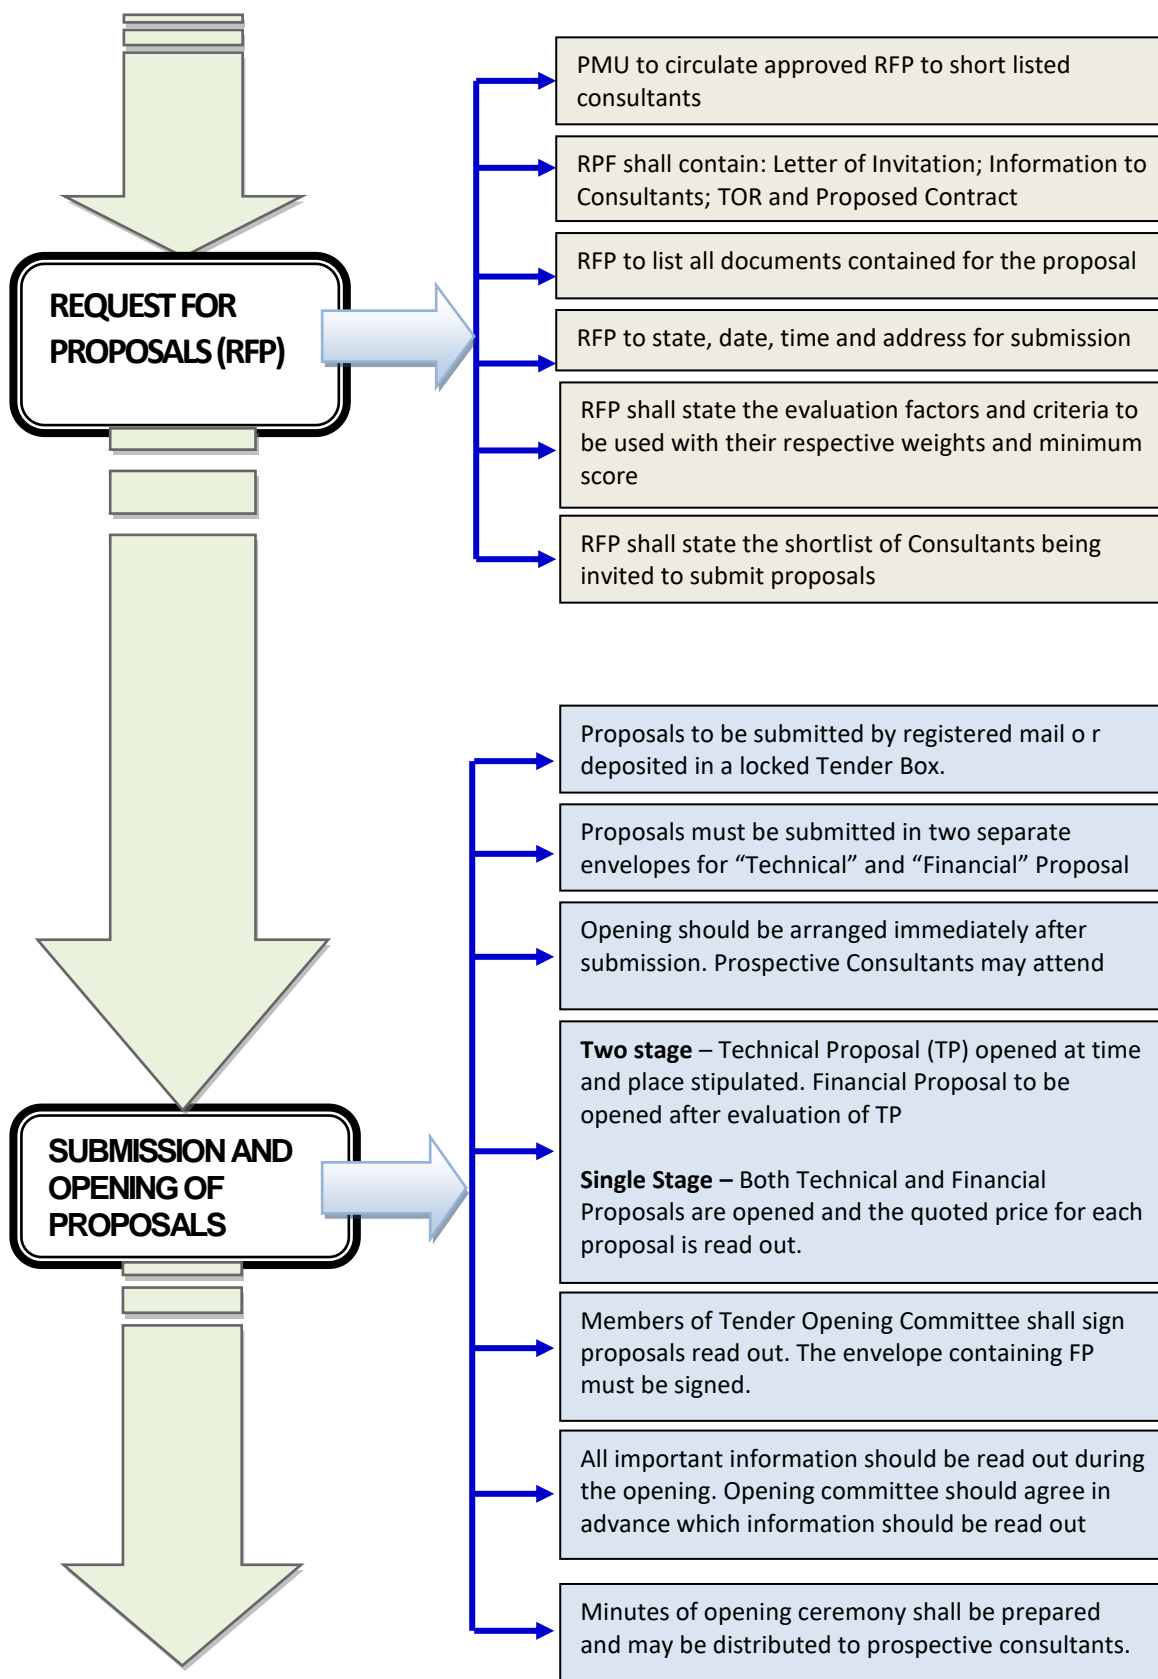 PMU to circulate approved RFP to short listed
consultants
RPF shall contain: Letter of Invitation; Information to
Consultants; TOR and Proposed Contract
RFP to list all documents contained for the proposal
REQUEST FOR
PROPOSALS (RFP)
RFP to state, date, time and address for submission
RFP shall state the evaluation factors and criteria to
be used with their respective weights and minimum
score
RFP shall state the shortlist of Consultants being
invited to submit proposals
Proposals to be submitted by registered mail o r
deposited in a locked Tender Box.
Proposals must be submitted in two separate
envelopes for “Technical” and “Financial” Proposal
Opening should be arranged immediately after
submission. Prospective Consultants may attend
SUBMISSION AND
OPENING OF
PROPOSALS
Two stage – Technical Proposal (TP) opened at time
and place stipulated. Financial Proposal to be
opened after evaluation of TP
Single Stage – Both Technical and Financial
Proposals are opened and the quoted price for each
proposal is read out.
Members of Tender Opening Committee shall sign
proposals read out. The envelope containing FP
must be signed.
All important information should be read out during
the opening. Opening committee should agree in
advance which information should be read out
Minutes of opening ceremony shall be prepared
and may be distributed to prospective consultants.